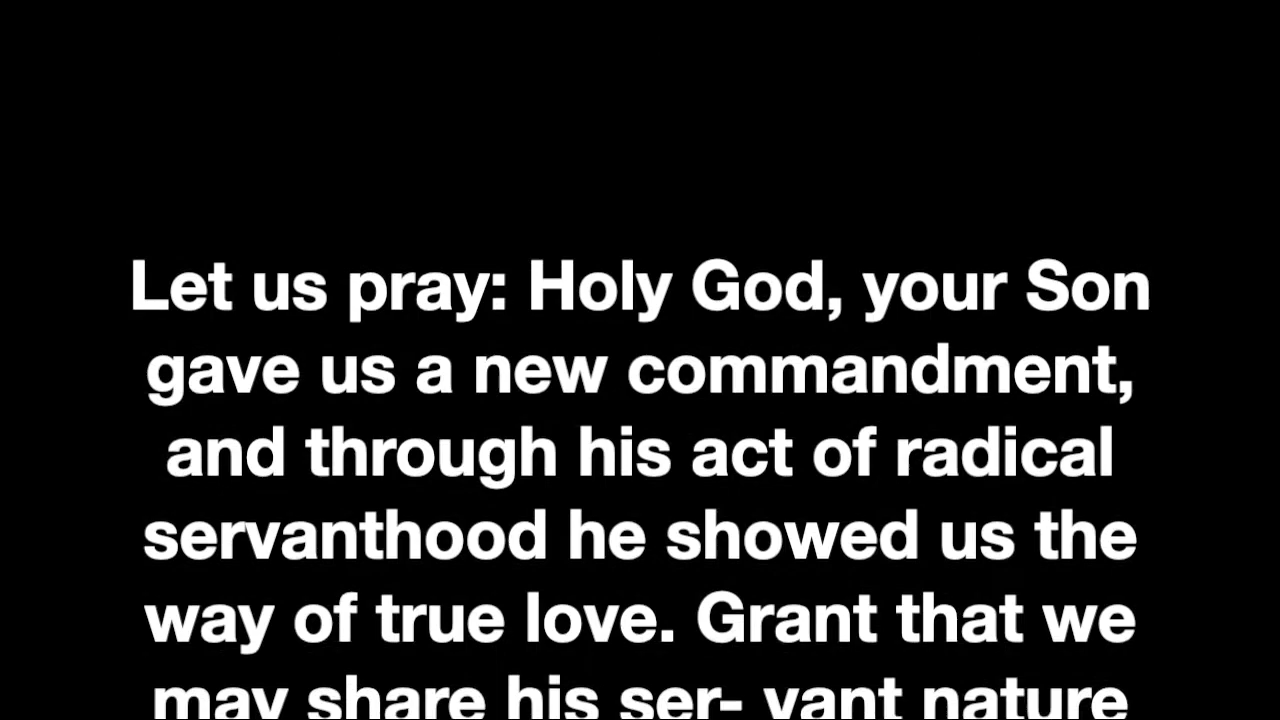 Let us pray: Holy God, your Son
gave us a new commandment,
and through his act of radical
servanthood he showed us the
way of true love. Grant that we
may share his ser- vant nature